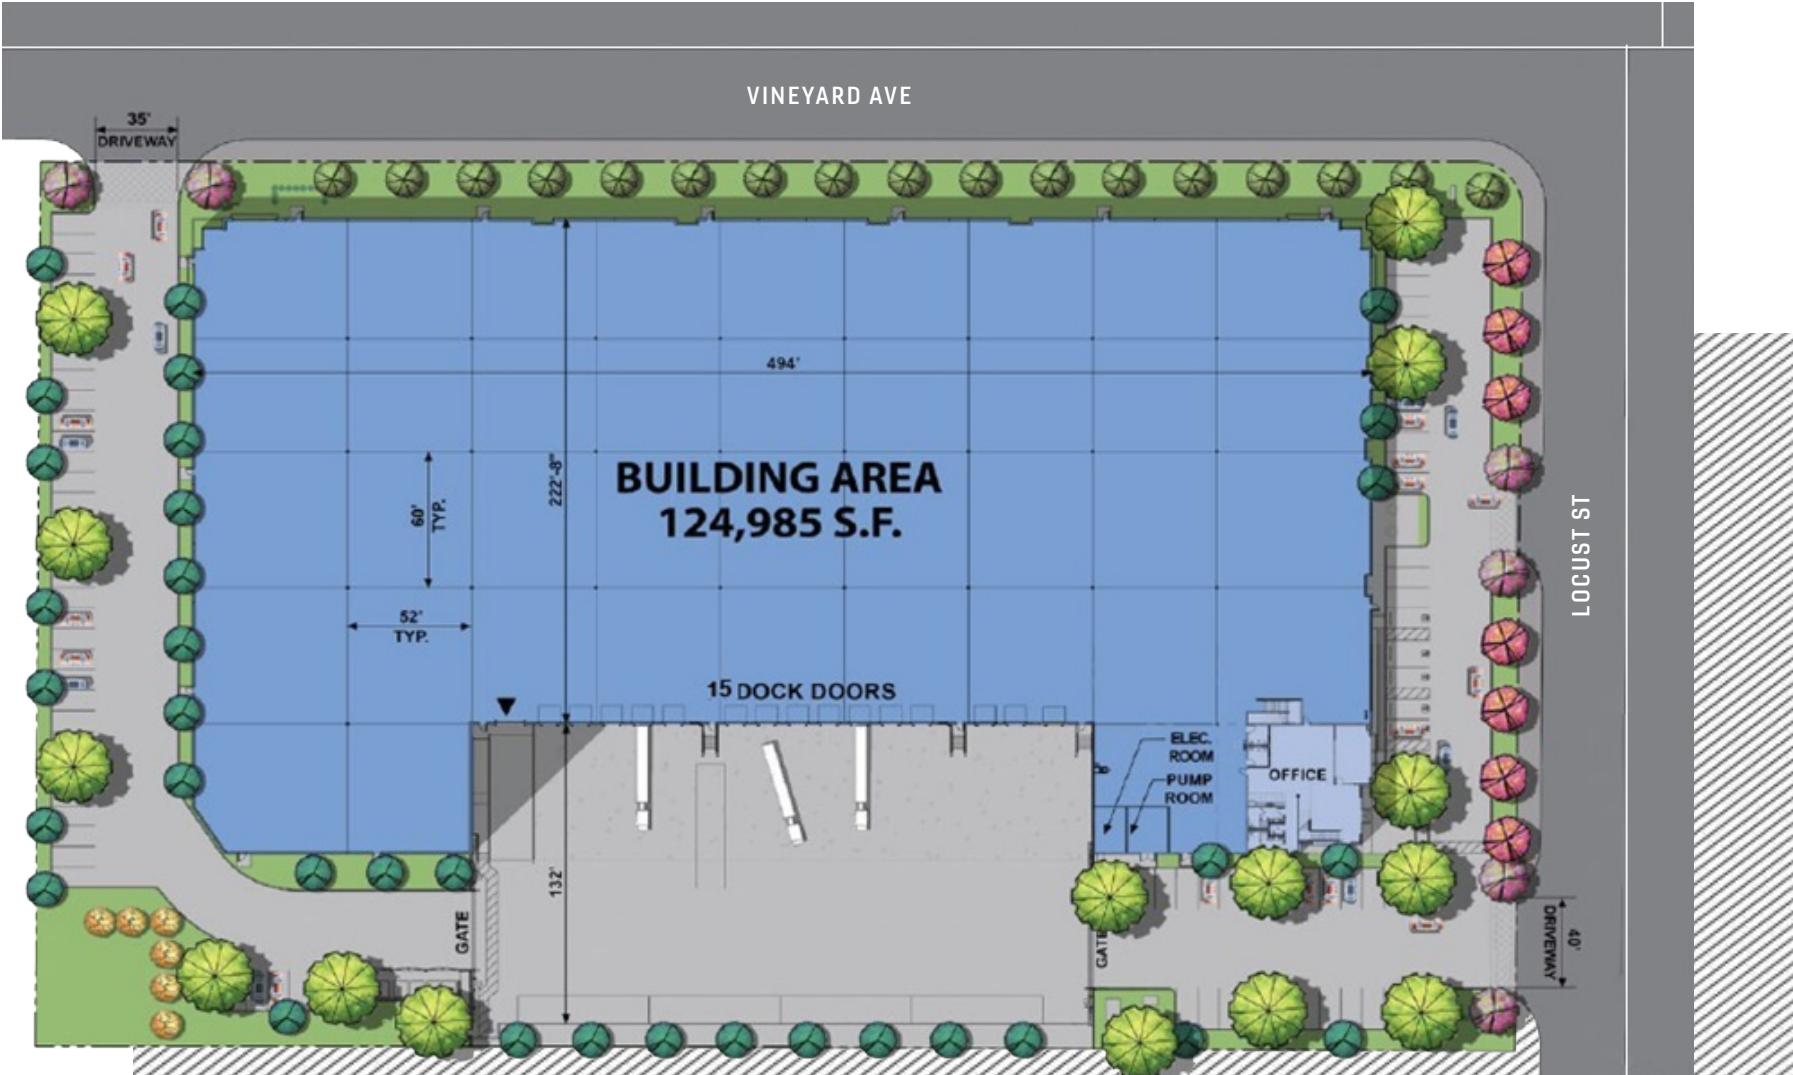 VINEYARD AVE
35'
DRIVEWAY
494'
222'-8"
BUILDING AREA
124,985 S.F.
60'
TYP.
52'
TYP.
LOCUST ST
15 DOCK DOORS
ELEC.
ROOM
PUMP
ROOM
OFFICE
132'
GATE
GATE
40'
DRIVEWAY